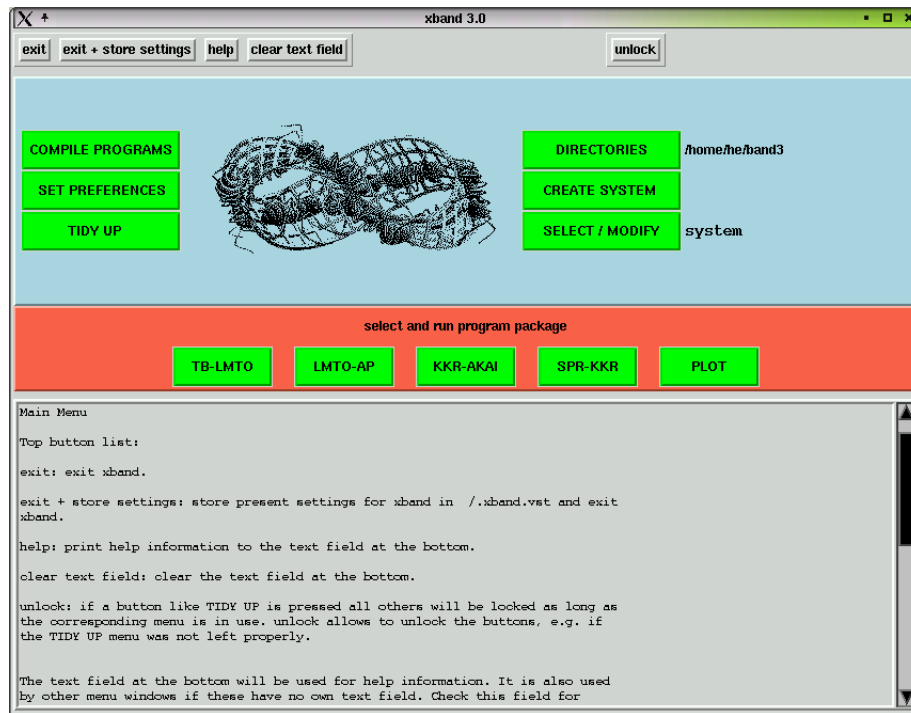 xband 3.0
exit exit + store settings help clear text field unlock
COMPILE PROGRAMS DIRECTORIES /home/he/band3
SET PREFERENCES CREATE SYSTEM
TIDY UP SELECT / MODIFY system
select and run program package
TB-LMTO LMTO-AP KKR-AKAI SPR-KKR PLOT
Main Menu
Top button list:
exit: exit xband.
exit + store settings: store present settings for xband in /.xband.vst and exit
xband.
help: print help information to the text field at the bottom.
clear text field: clear the text field at the bottom.
unlock: if a button like TIDY UP is pressed all others will be locked as long as
the corresponding menu is in use. unlock allows to unlock the buttons, e.g. if
the TIDY UP menu was not left properly.
The text field at the bottom will be used for help information. It is also used
by other menu windows if these have no own text field. Check this field for